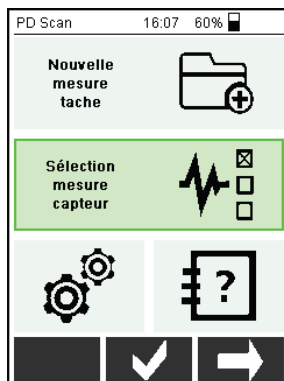 PD Scan 16:07 60%
Nouvelle
mesure
tache
Sélection
mesure
capteur
?